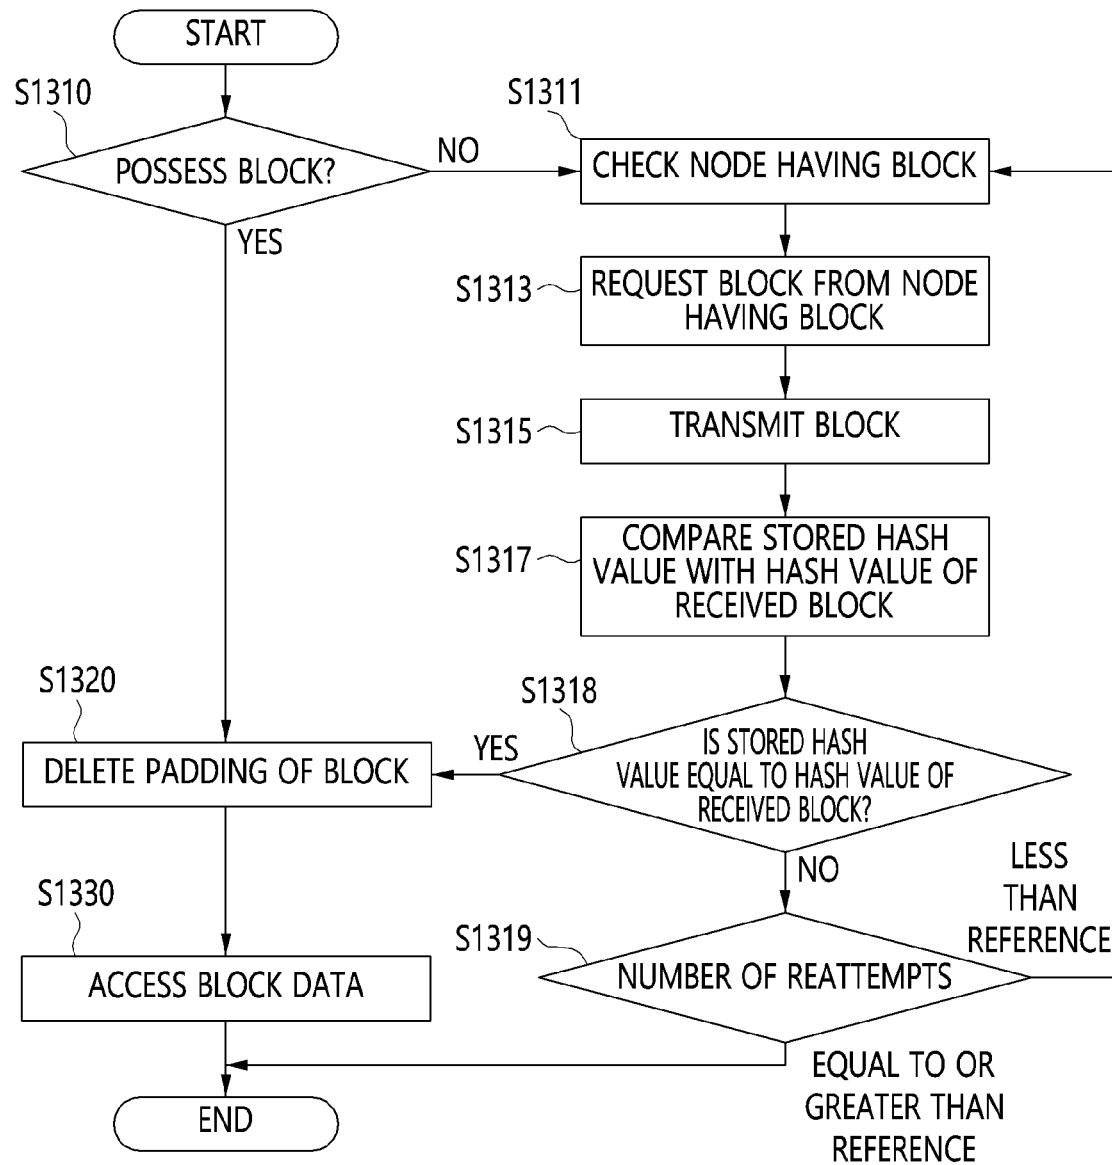 START
S1310
POSSESS BLOCK?
NO
YES
S1311
CHECK NODE HAVING BLOCK
S1313
REQUEST BLOCK FROM NODE
HAVING BLOCK
S1315
TRANSMIT BLOCK
S1317
COMPARE STORED HASH
VALUE WITH HASH VALUE OF
RECEIVED BLOCK
S1318
IS STORED HASH
VALUE EQUAL TO HASH VALUE OF
RECEIVED BLOCK?
YES
NO
S1319
NUMBER OF REATTEMPTS
LESS
THAN
REFERENCE
EQUAL TO OR
GREATER THAN
REFERENCE
S1320
DELETE PADDING OF BLOCK
S1330
ACCESS BLOCK DATA
END